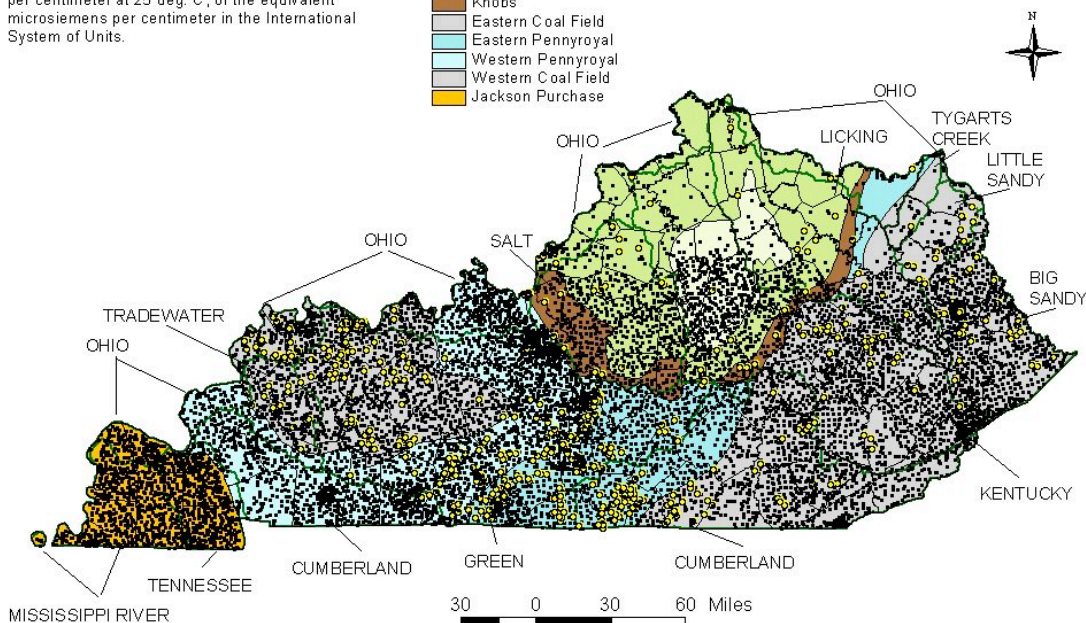 per centimeter at 25 deg. C, or the equivalent
microsiemens per centimeter in the International
System of Units.
Knobs
Eastern Coal Field
Eastern Pennyroyal
Western Pennyroyal
Western Coal Field
Jackson Purchase
N
OHIO
OHIO
TYGARTS
CREEK
LICKING
LITTLE
SANDY
OHIO
SALT
BIG
SANDY
TRADEWATER
OHIO
KENTUCKY
CUMBERLAND
GREEN
CUMBERLAND
TENNESSEE
MISSISSIPPI RIVER
30 0 30 60 Miles